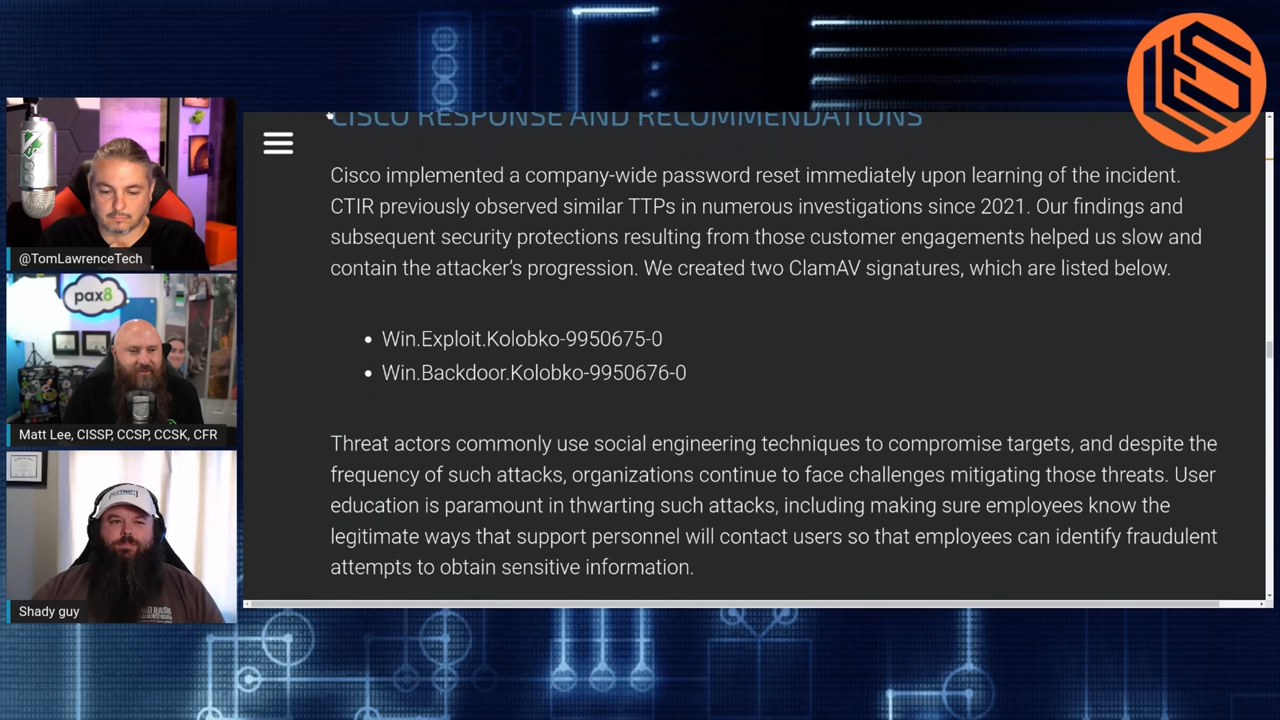 CISCO RESPONSE AND RECOMMENDATIONS
Cisco implemented a company-wide password reset immediately upon learning of the incident.
CTIR previously observed similar TTPs in numerous investigations since 2021. Our findings and
subsequent security protections resulting from those customer engagements helped us slow and
contain the attacker's progression. We created two ClamAV signatures, which are listed below.
• Win.Exploit.Kolobko-9950675-0
• Win.Backdoor.Kolobko-9950676-0
Threat actors commonly use social engineering techniques to compromise targets, and despite the
frequency of such attacks, organizations continue to face challenges mitigating those threats. User
education is paramount in thwarting such attacks, including making sure employees know the
legitimate ways that support personnel will contact users so that employees can identify fraudulent
attempts to obtain sensitive information.
@TomLawrenceTech
pax8
Matt Lee, CISSP, CCSP, CCSK, CFR
Shady guy